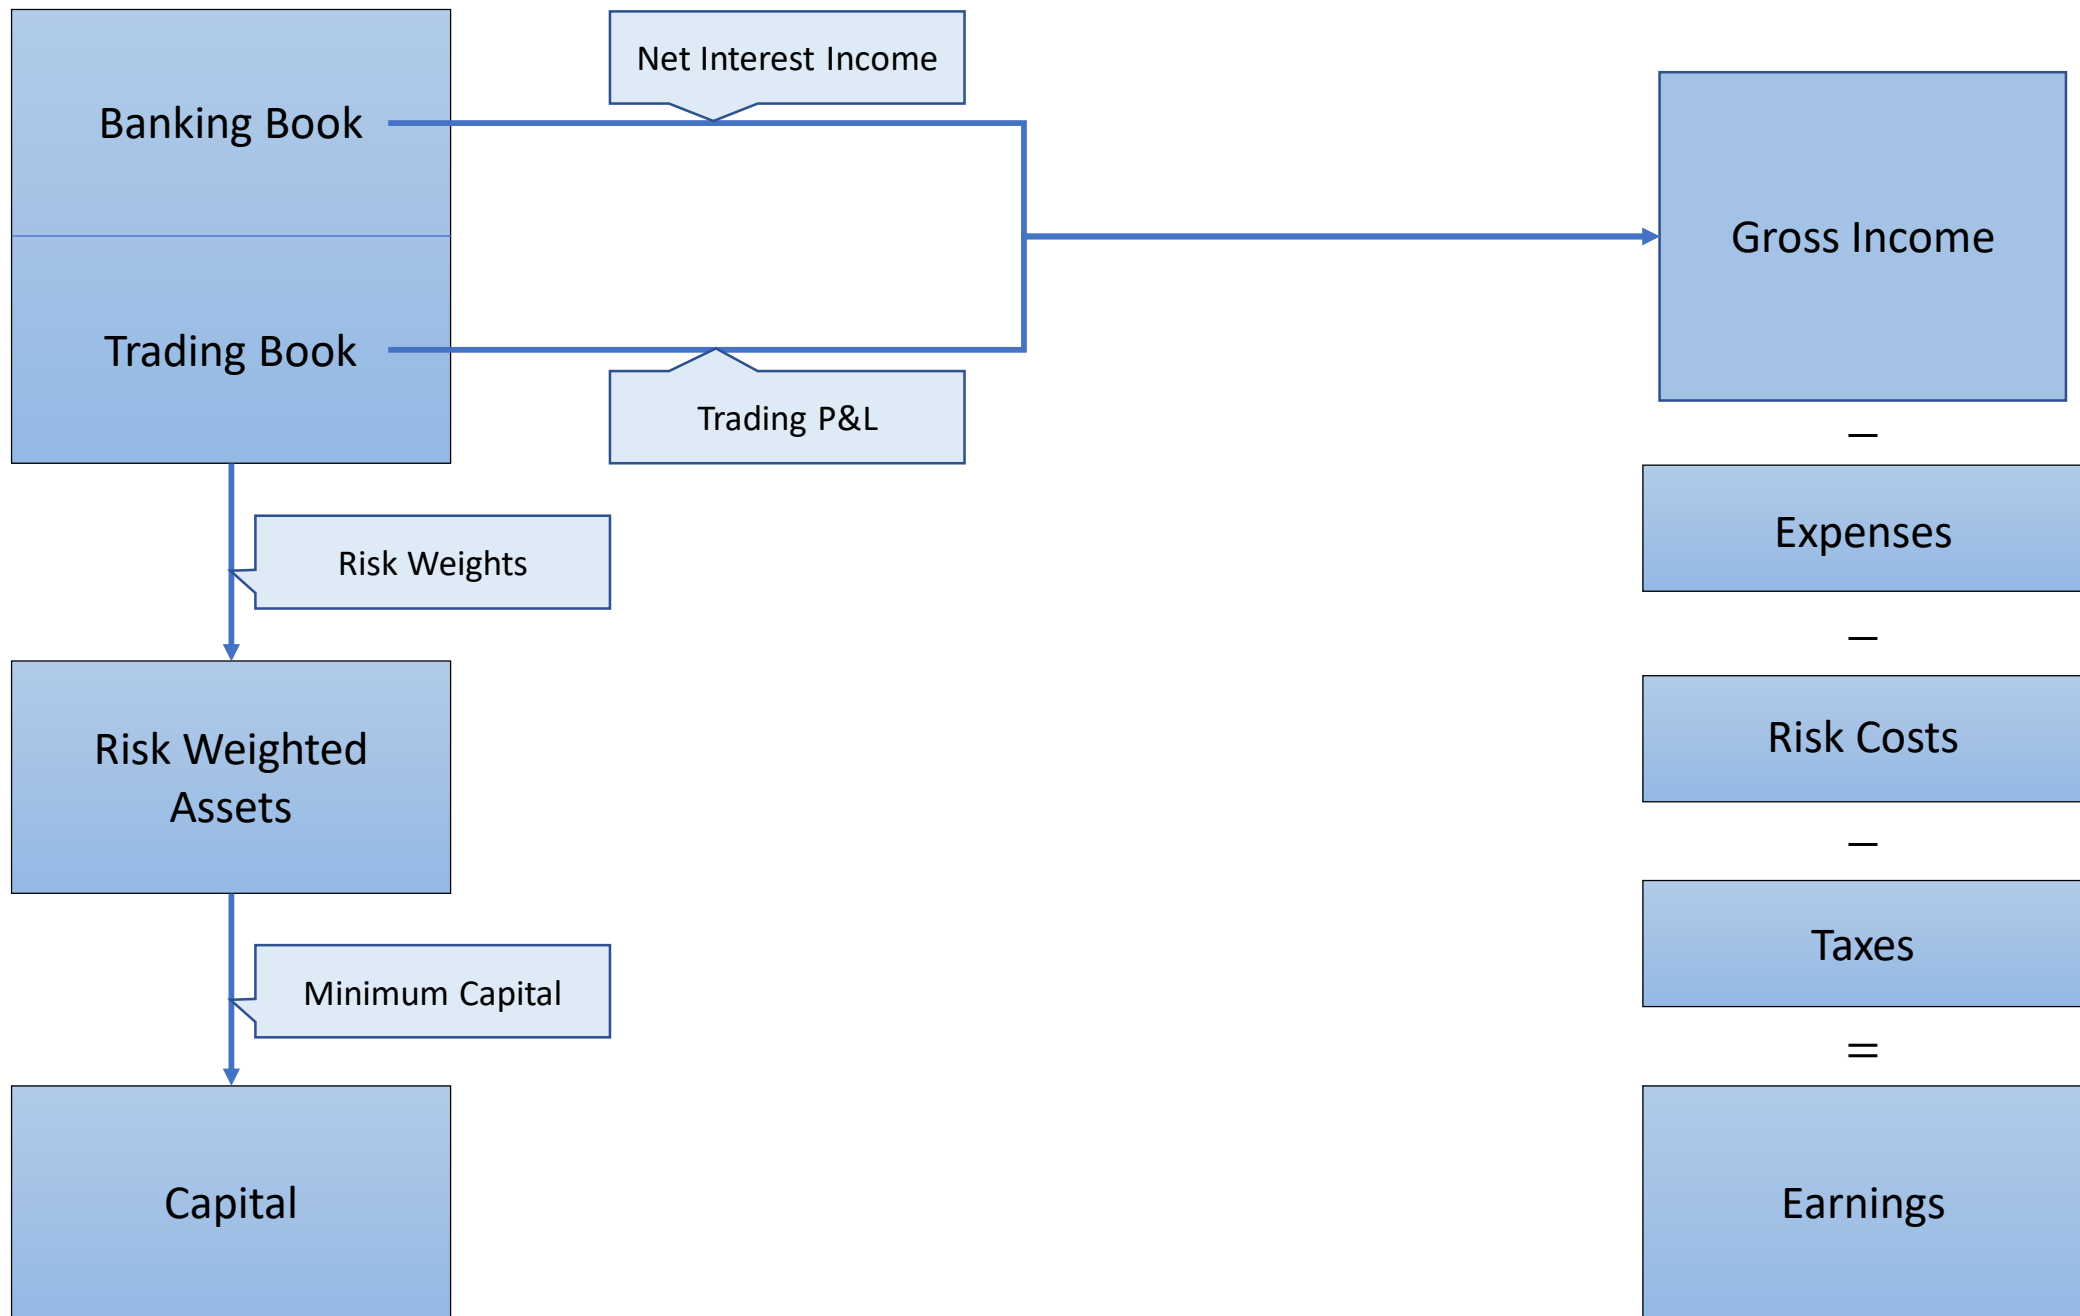 Net Interest Income
Banking Book
Gross Income
Trading Book
Trading P&L
–
Expenses
Risk Weights
–
Risk Weighted
Assets
Risk Costs
–
Taxes
Minimum Capital
=
Capital
Earnings